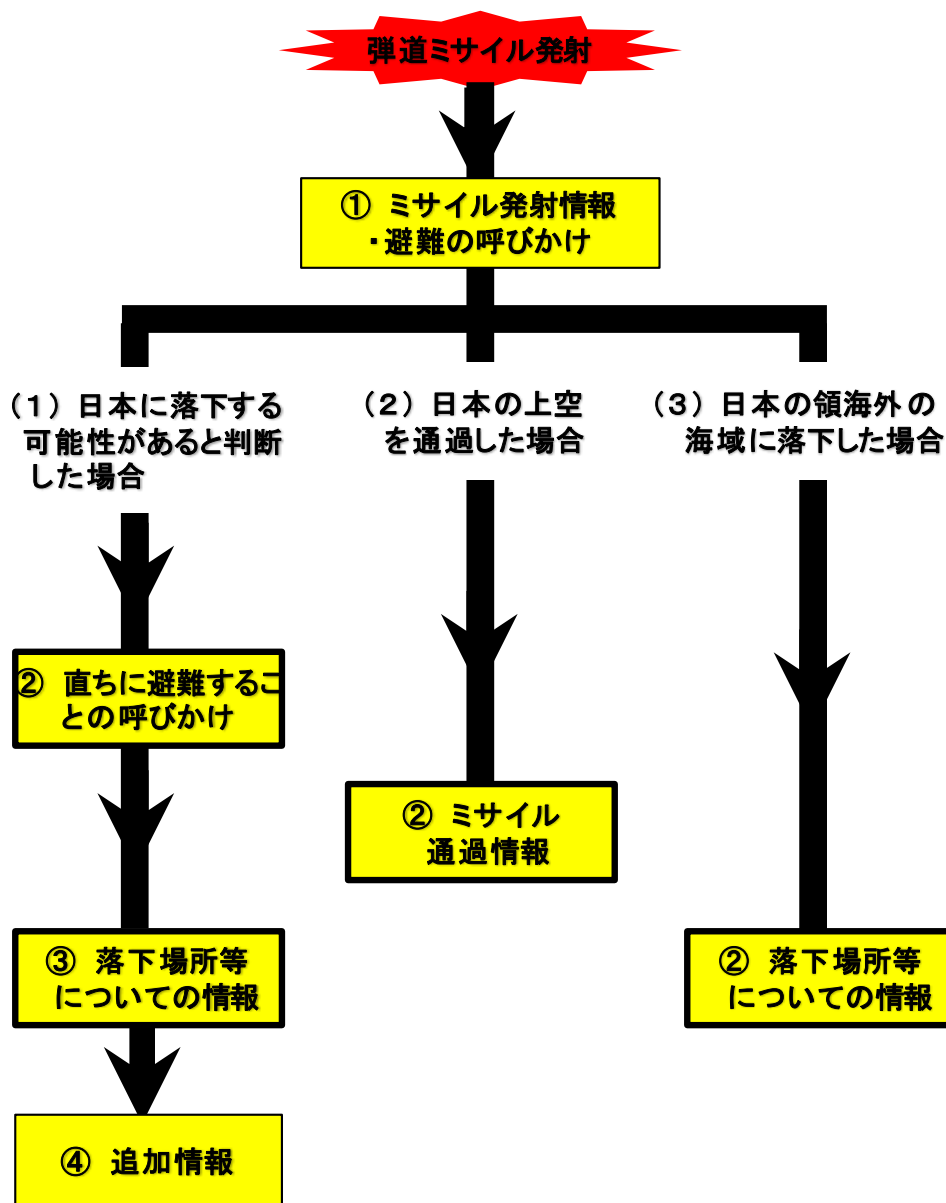 弾道ミサイル発射
① ミサイル発射情報
・避難の呼びかけ
(1) 日本に落下する
可能性があると判断
した場合
(2) 日本の上空
を通過した場合
(3) 日本の領海外の
海域に落下した場合
② 直ちに避難するこ
との呼びかけ
② ミサイル
通過情報
③ 落下場所等
についての情報
② 落下場所等
についての情報
④ 追加情報